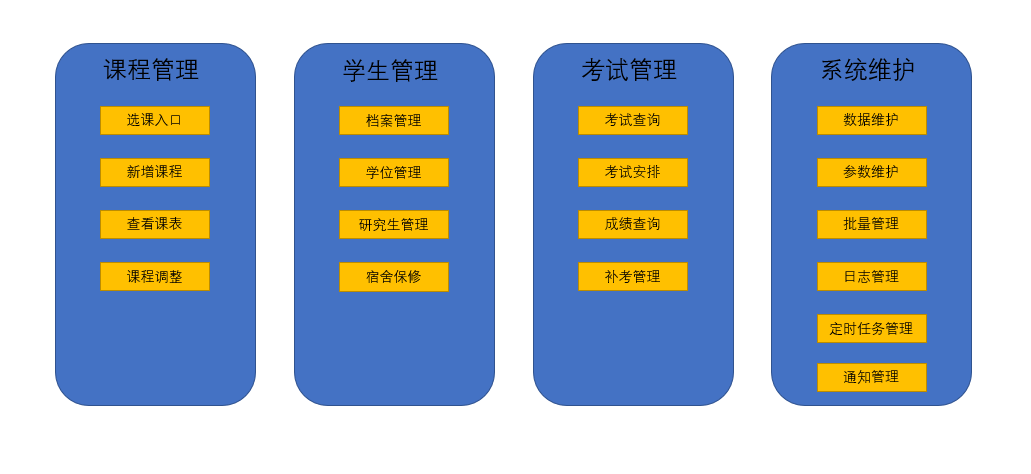 课程管理
选课入口
新增课程
查看课表
课程调整
学生管理
档案管理
学位管理
研究生管理
宿舍保修
考试管理
考试查询
考试安排
成绩查询
补考管理
系统维护
数据维护
参数维护
批量管理
日志管理
定时任务管理
通知管理